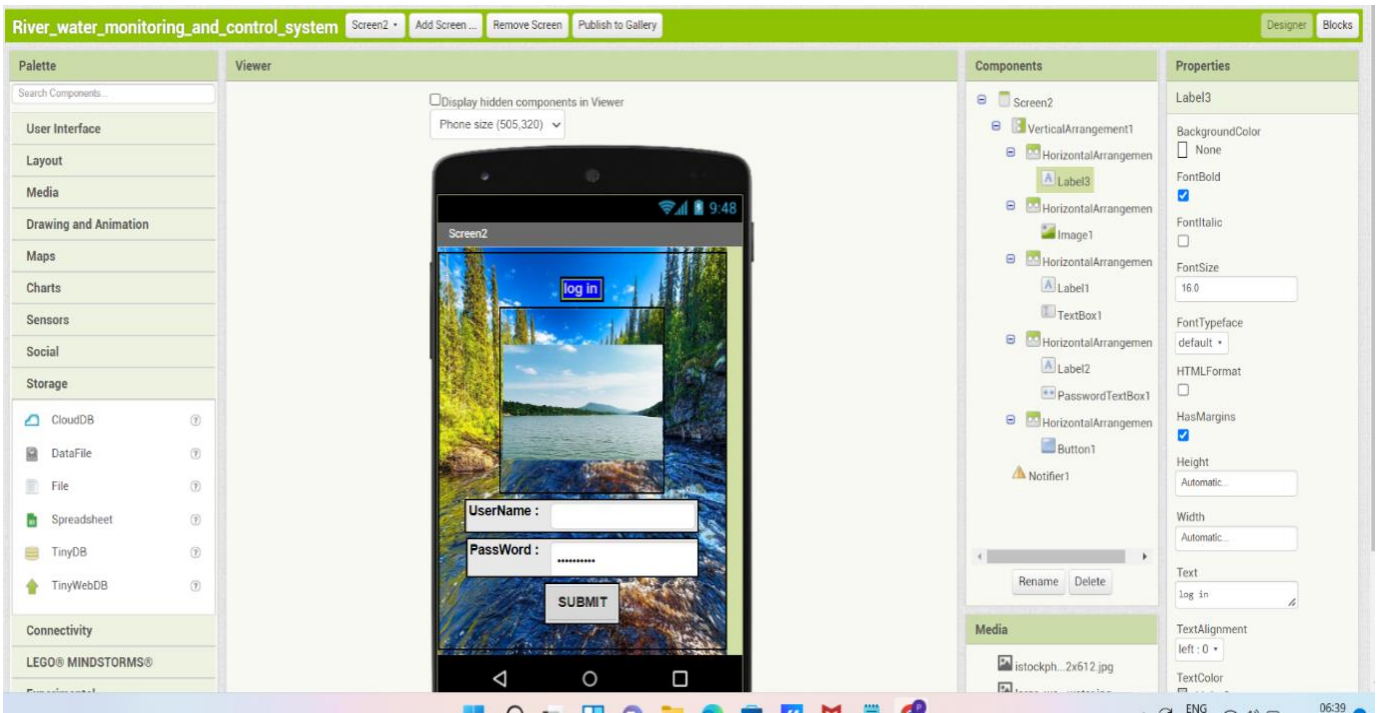 River_water_monitoring_and_control_system Screen2 Add Screen ... Remove Screen Publish to Gallery Designer Blocks
Palette
Search Components...
User Interface
Layout
Media
Drawing and Animation
Maps
Charts
Sensors
Social
Storage
CloudDB
DataFile
File
Spreadsheet
TinyDB
TinyWebDB
Connectivity
LEGO® MINDSTORMS®
Viewer
Display hidden components in Viewer
Phone size (505,320)
9:48
Screen2
log in
UserName :
PassWord :
SUBMIT
Components
Screen2
VerticalArrangement1
HorizontalArrangemen
Label3
HorizontalArrangemen
Image1
HorizontalArrangemen
Label1
TextBox1
HorizontalArrangemen
Label2
PasswordTextBox1
HorizontalArrangemen
Button1
Notifier1
Rename Delete
Media
istockph...2x612.jpg
Properties
Label3
BackgroundColor
None
FontBold
FontItalic
FontSize
16.0
FontTypeface
default
HTMLFormat
HasMargins
Height
Automatic...
Width
Automatic...
Text
log in
TextAlignment
left : 0
TextColor
ENG
06:39